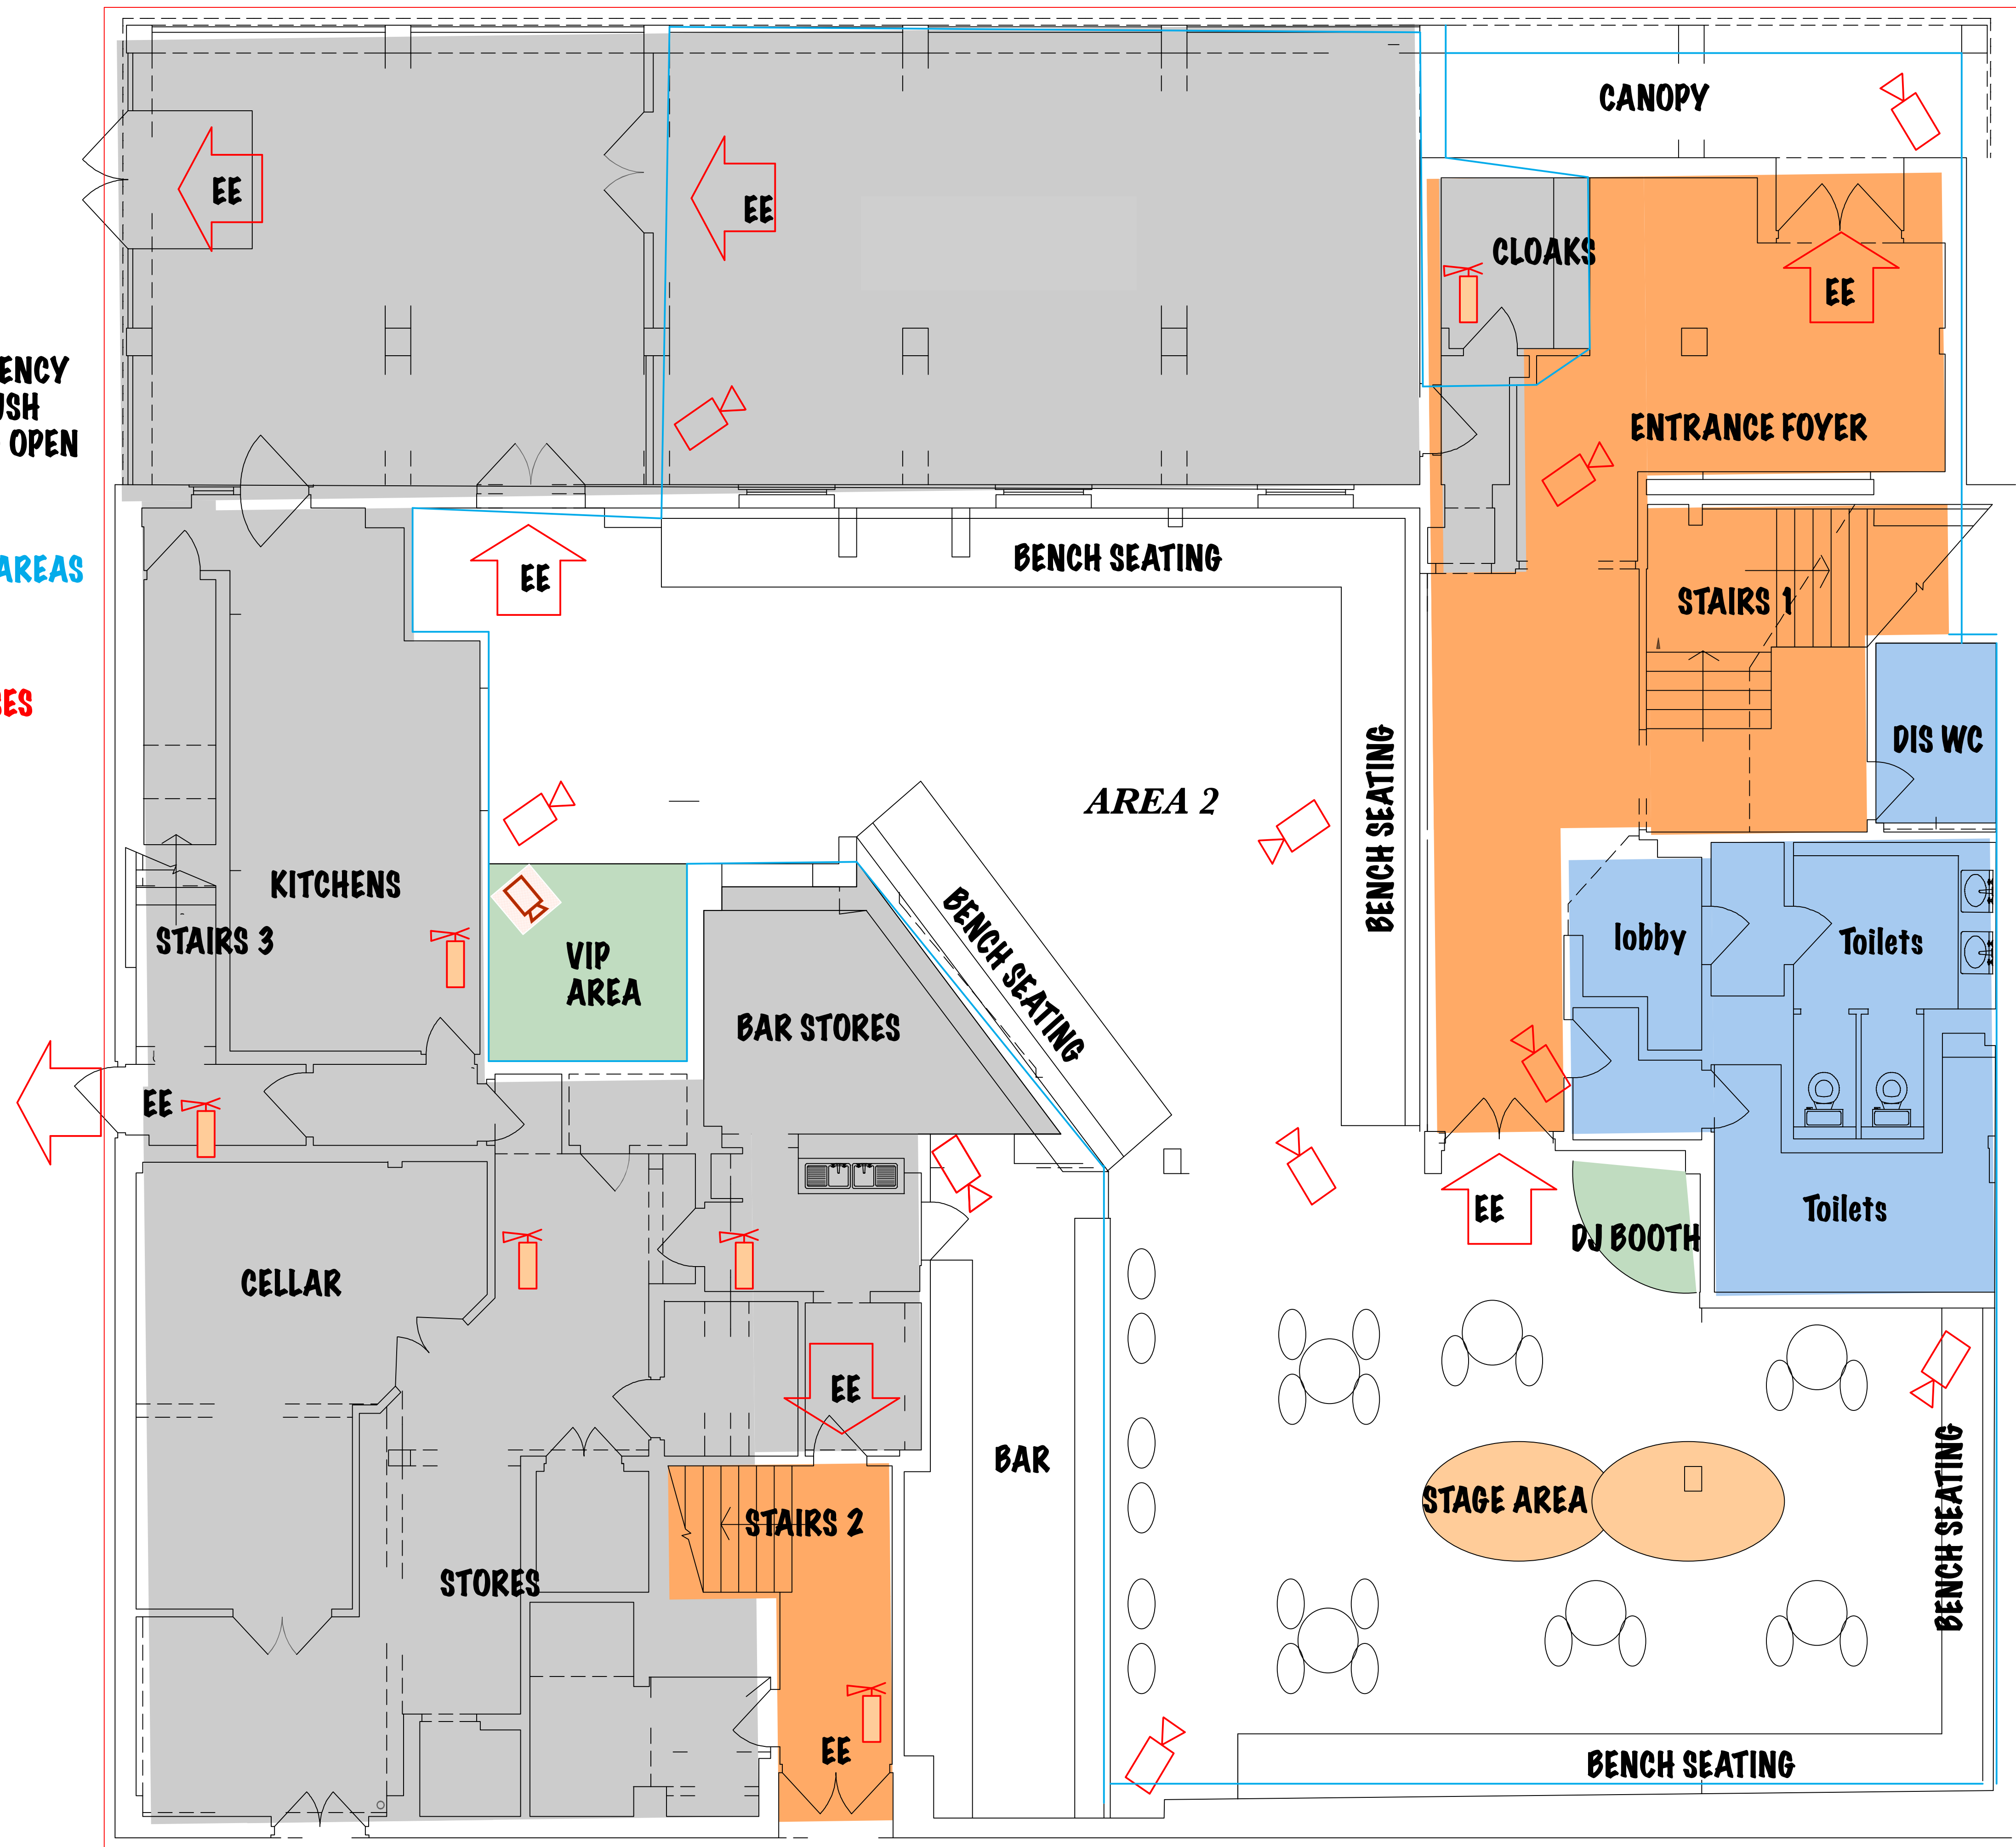 CANOPY
EE
EE
CLOAKS
EE
ENCY
USH
OPEN
ENTRANCE FOYER
BENCH SEATING
AREAS
EE
STAIRS 1
SES
BENCH SEATING
DIS WC
AREA 2
KITCHENS
BENCH SEATING
STAIRS 3
VIP
AREA
lobby
Toilets
BAR STORES
EE
EE
Toilets
DJ BOOTH
CELLAR
EE
BAR
STAGE AREA
BENCH SEATING
STAIRS 2
STORES
EE
BENCH SEATING